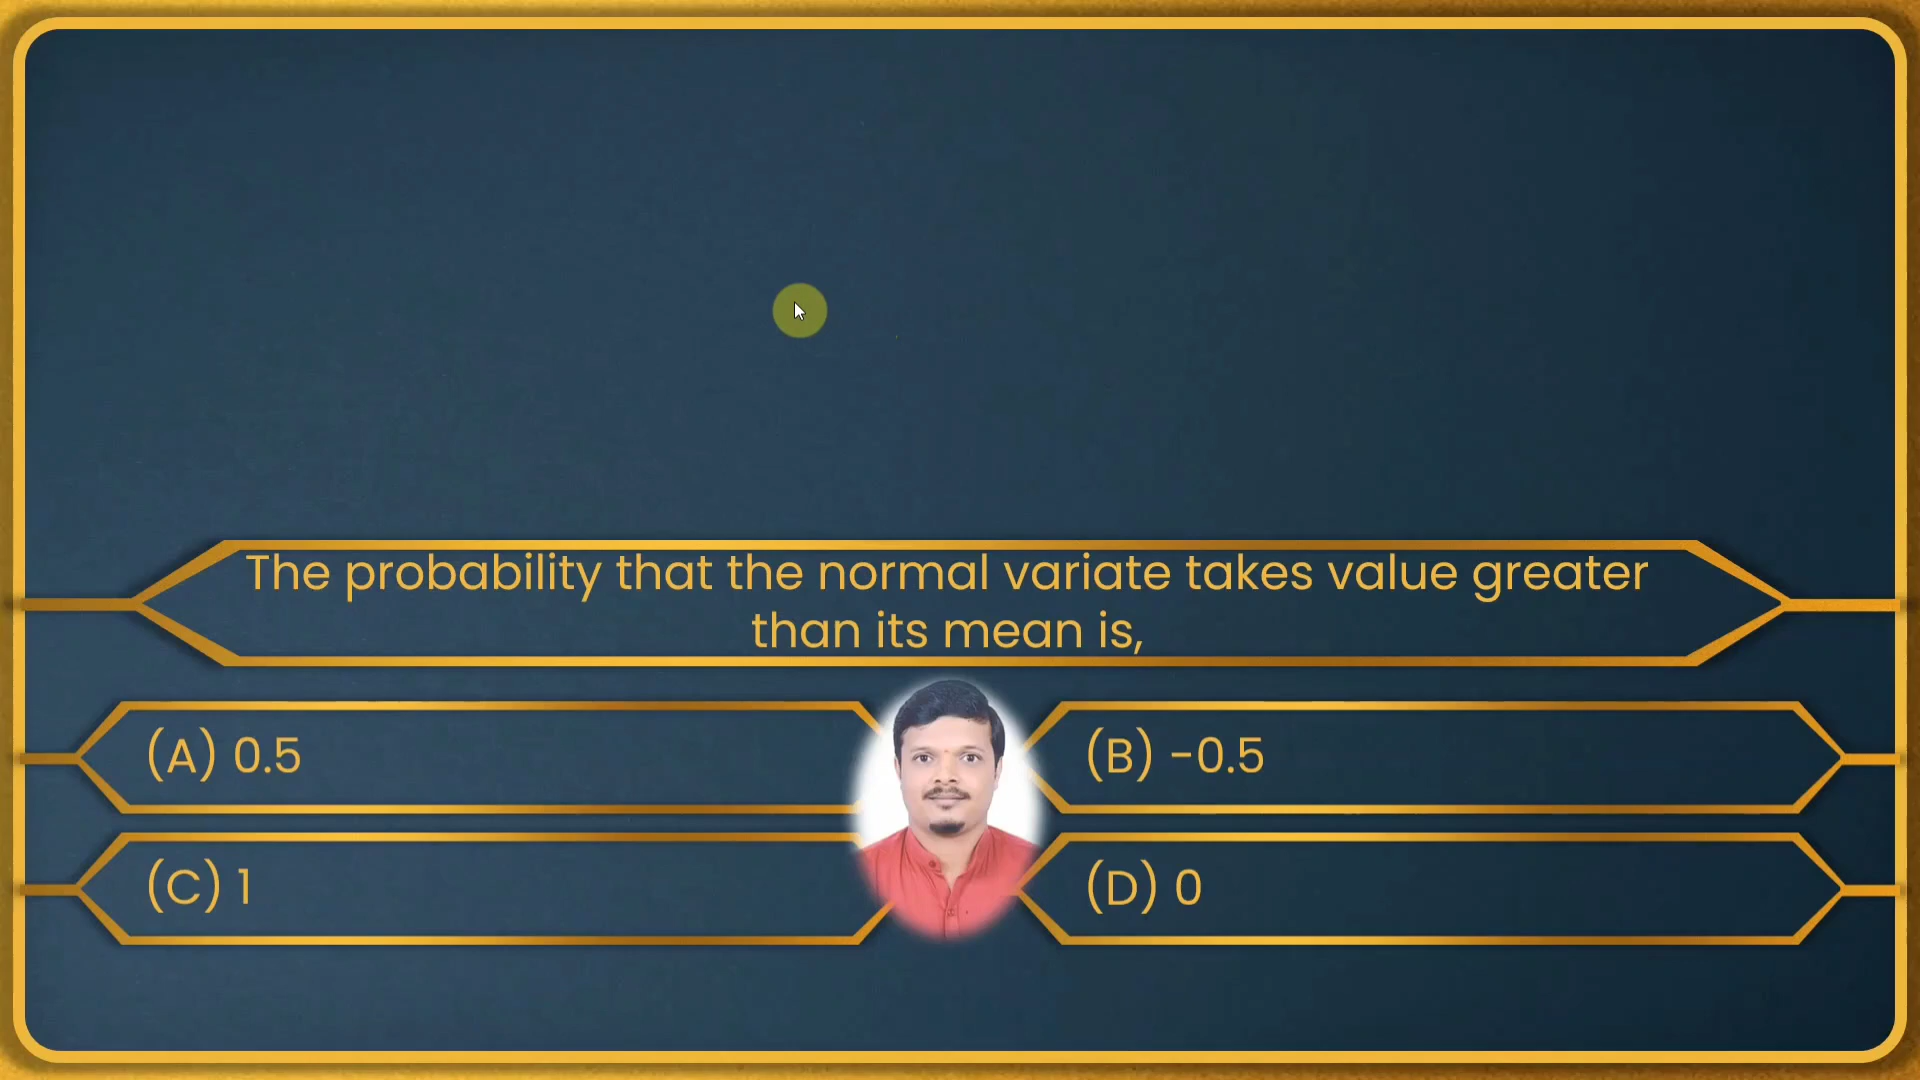 The probability that the normal variate takes value greater
than its mean is,
(A) 0.5
(B) -0.5
(C) 1
(D) 0